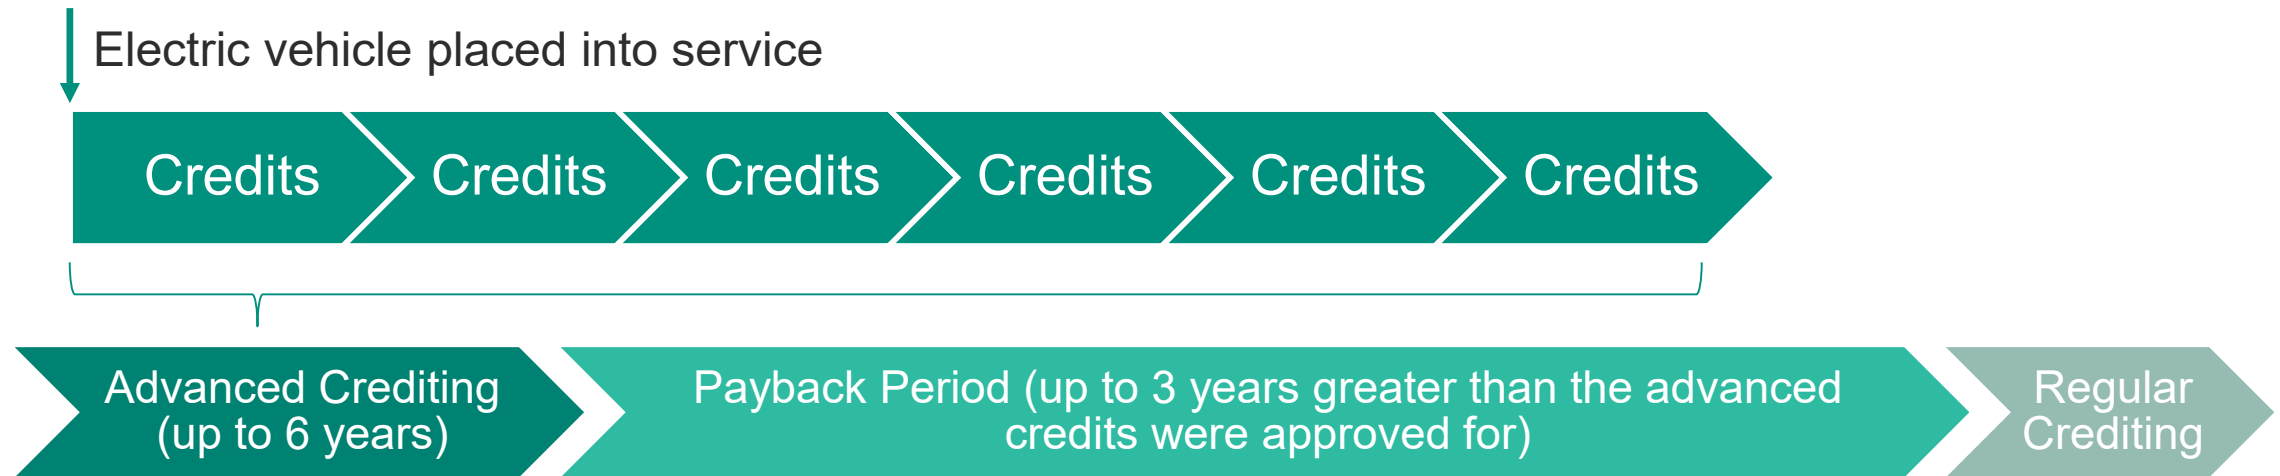 Electric vehicle placed into service
Credits Credits Credits Credits Credits Credits
Advanced Crediting
(up to 6 years)
Payback Period (up to 3 years greater than the advanced
credits were approved for)
Regular
Crediting